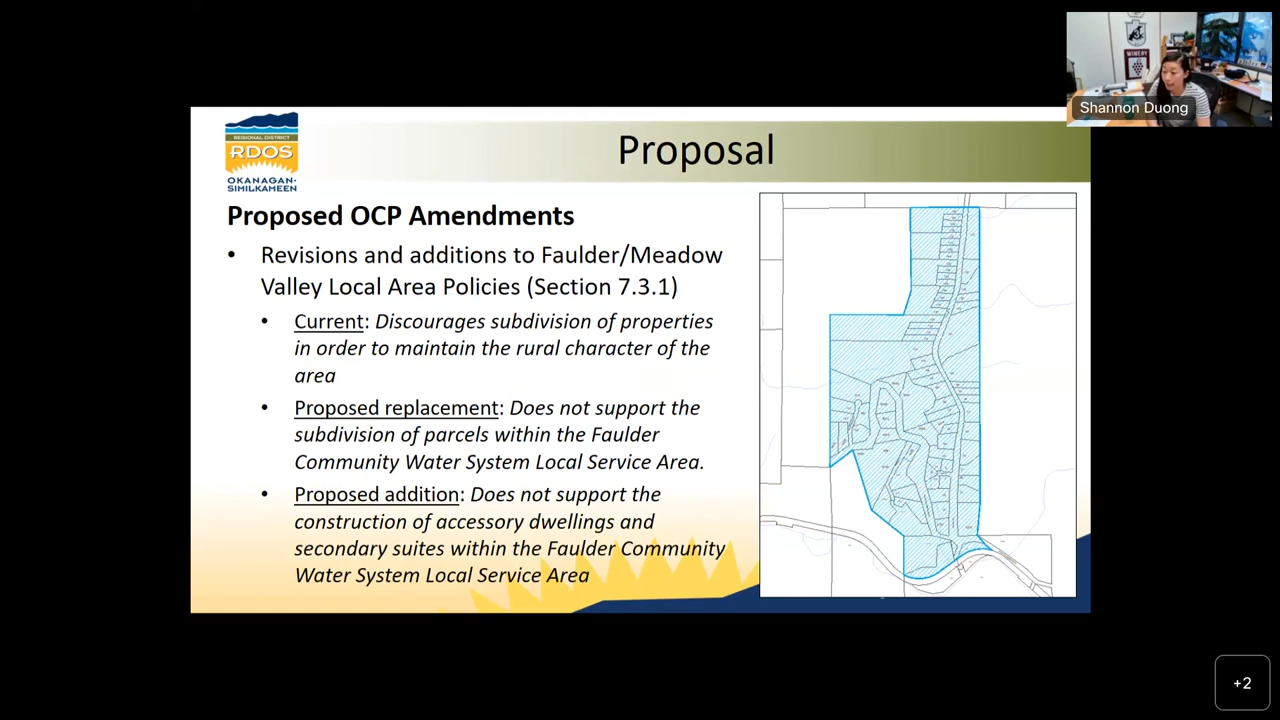 WINERY
Shannon Duong
REGIONAL DISTRICT
RDOS
OKANAGAN-
SIMILKAMEEN
Proposal
Proposed OCP Amendments
• Revisions and additions to Faulder/Meadow
Valley Local Area Policies (Section 7.3.1)
• Current: Discourages subdivision of properties
in order to maintain the rural character of the
area
• Proposed replacement: Does not support the
subdivision of parcels within the Faulder
Community Water System Local Service Area.
• Proposed addition: Does not support the
construction of accessory dwellings and
secondary suites within the Faulder Community
Water System Local Service Area
+2